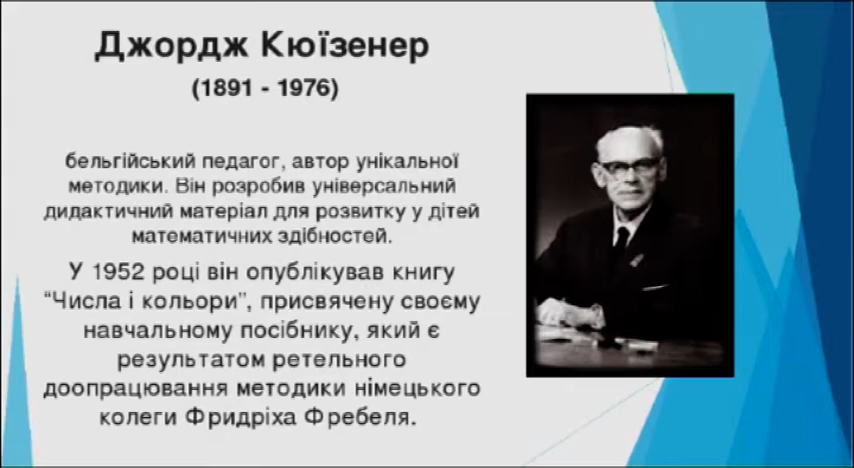 Джордж Кюїзенер
(1891 - 1976)
бельгійський педагог, автор унікальної
методики. Він розробив універсальний
дидактичний матеріал для розвитку у дітей
математичних здібностей.
У 1952 році він опублікував книгу
“Числа і кольори”, присвячену своєму
навчальному посібнику, який є
результатом ретельного
доопрацювання методики німецького
колеги Фридріха Фребеля.